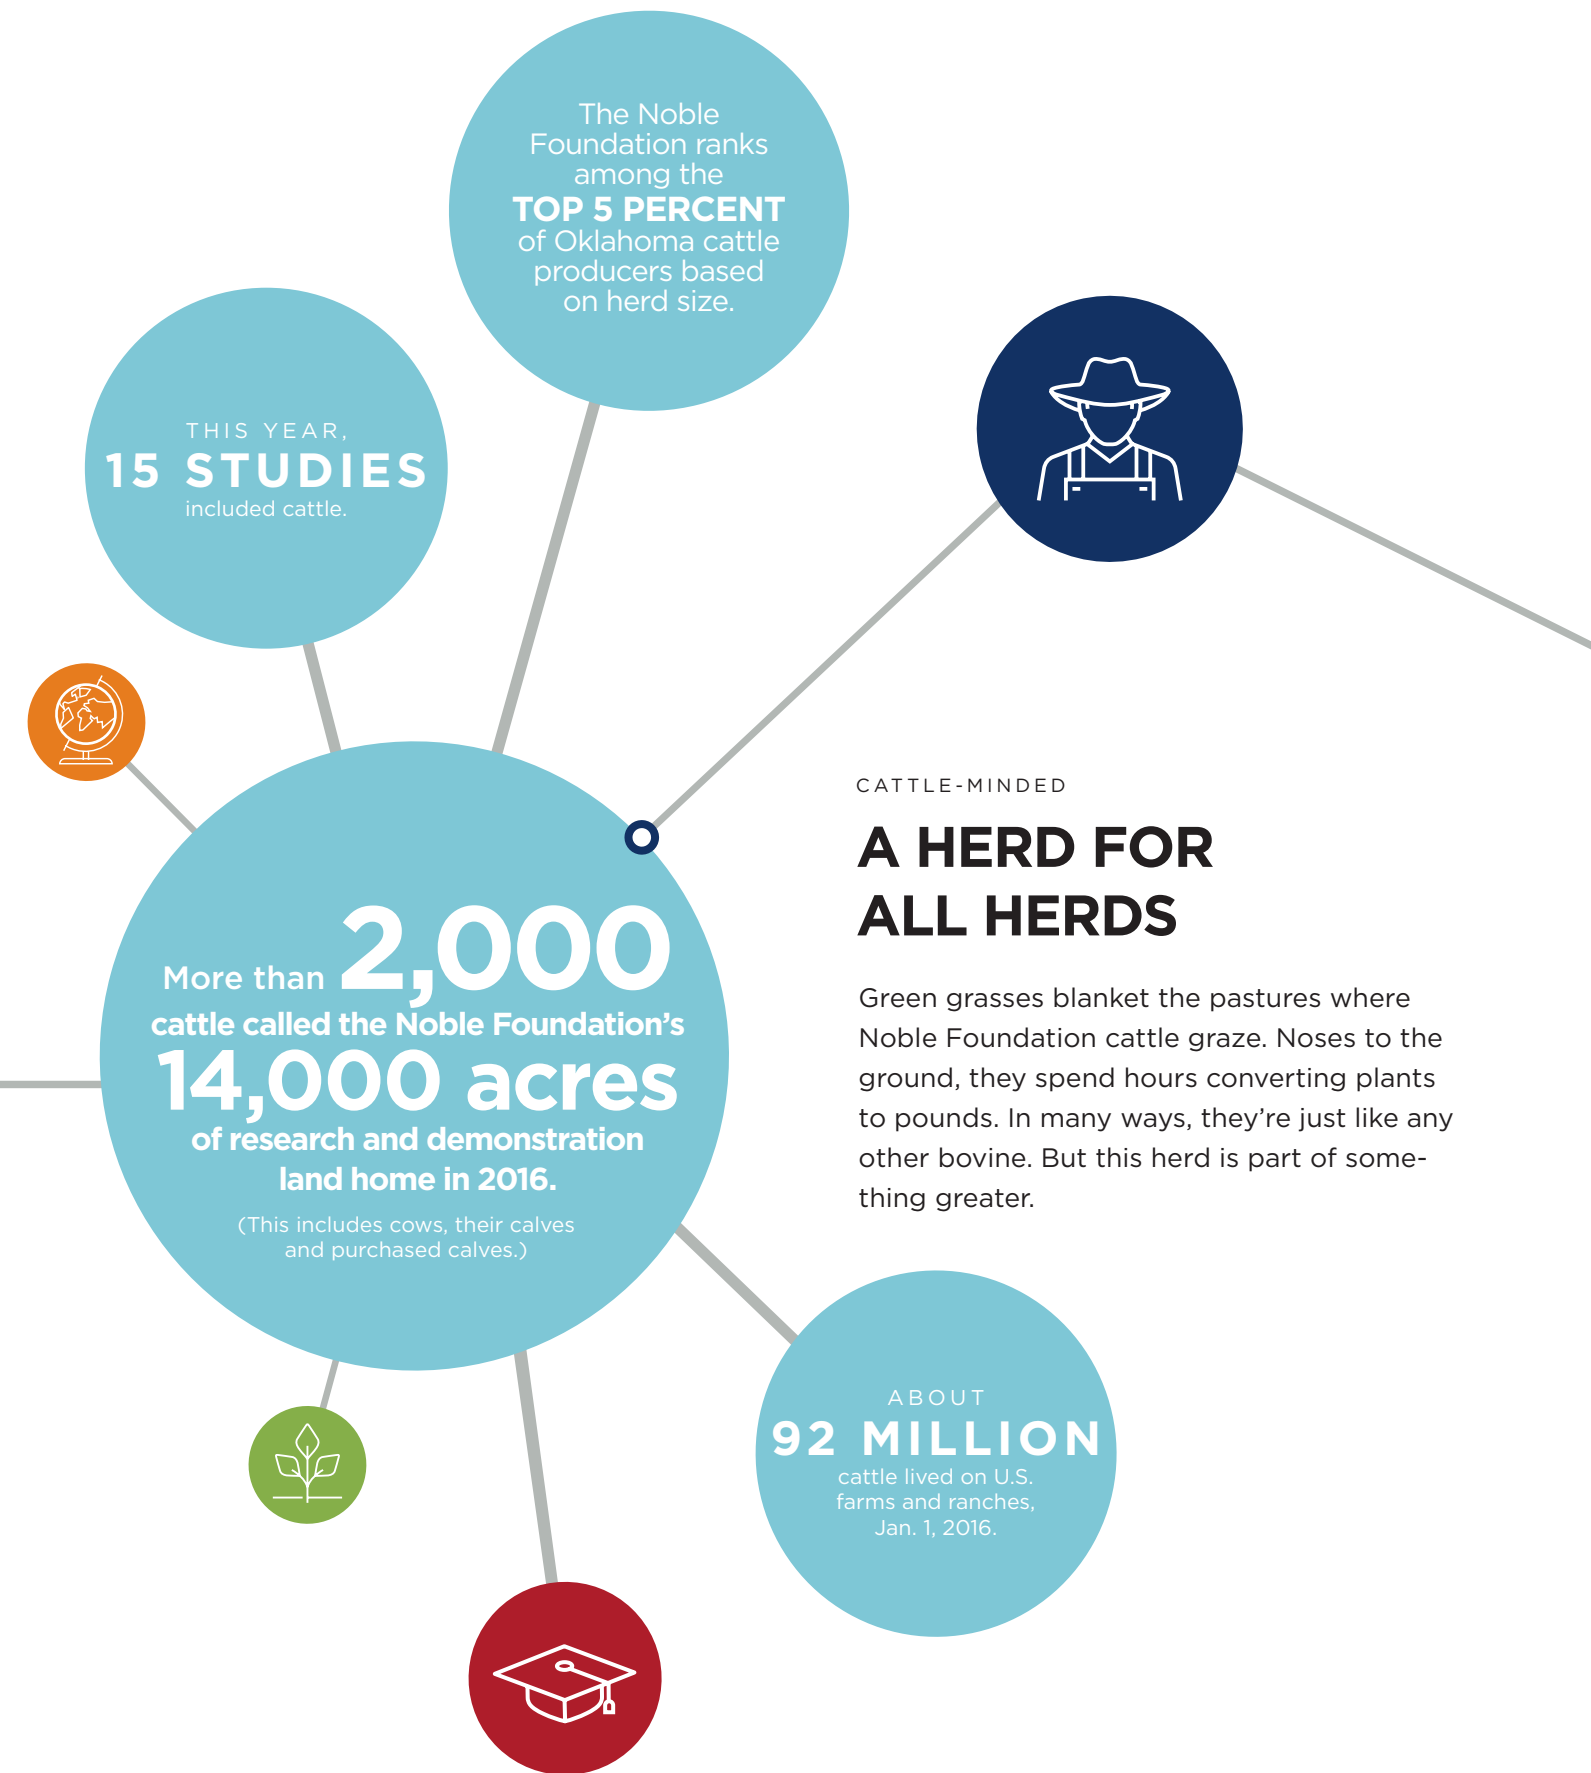 The Noble
Foundation ranks
among the
TOP 5 PERCENT
of Oklahoma cattle
producers based
on herd size.
THIS YEAR,
15 STUDIES
included cattle.
More than 2,000
cattle called the Noble Foundation’s
14,000 acres
of research and demonstration
land home in 2016.
(This includes cows, their calves
and purchased calves.)
CATTLE-MINDED
A HERD FOR
ALL HERDS
Green grasses blanket the pastures where
Noble Foundation cattle graze. Noses to the
ground, they spend hours converting plants
to pounds. In many ways, they’re just like any
other bovine. But this herd is part of some-
thing greater.
ABOUT
92 MILLION
cattle lived on U.S.
farms and ranches,
Jan. 1, 2016.